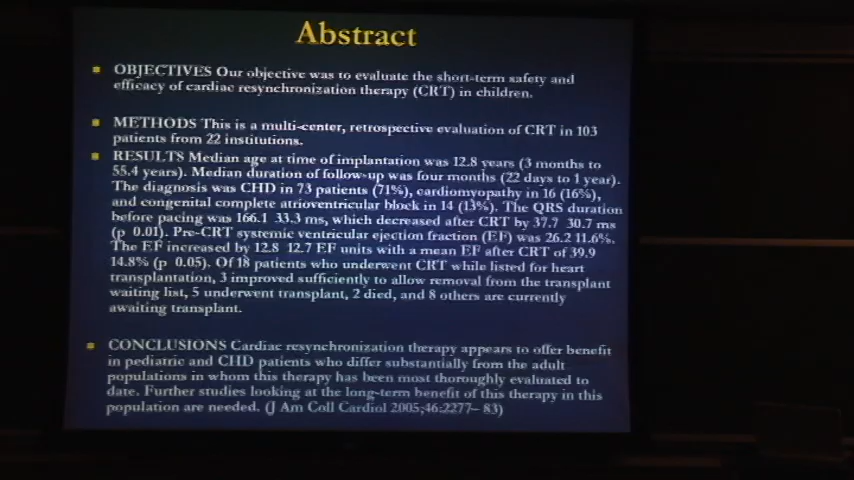 Abstract
OBJECTIVES Our objective was to evaluate the short-term safety and
efficacy of cardiac resynchronization therapy (CRT) in children.
METHODS This is a multi-center, retrospective evaluation of CRT in 103
patients from 22 institutions.
RESULTS Median age at time of implantation was 12.8 years (3 months to
55.4 years). Median duration of follow-up was four months (22 days to 1 year).
The diagnosis was CHD in 73 patients (71%), cardiomyopathy in 16 (16%),
and congenital complete atrioventricular block in 14 (13%). The QRS duration
before pacing was 166.1 33.3 ms, which decreased after CRT by 37.7 30.7 ms
(p 0.01). Pre-CRT systemic ventricular ejection fraction (EF) was 26.2 11.6%.
The EF increased by 12.8 12.7 EF units with a mean EF after CRT of 39.9
14.8% (p 0.05). Of 18 patients who underwent CRT while listed for heart
transplantation, 3 improved sufficiently to allow removal from the transplant
waiting list, 5 underwent transplant, 2 died, and 8 others are currently
awaiting transplant.
CONCLUSIONS Cardiac resynchronization therapy appears to offer benefit
in pediatric and CHD patients who differ substantially from the adult
populations in whom this therapy has been most thoroughly evaluated to
date. Further studies looking at the long-term benefit of this therapy in this
population are needed. (J Am Coll Cardiol 2005;46:2277– 83)